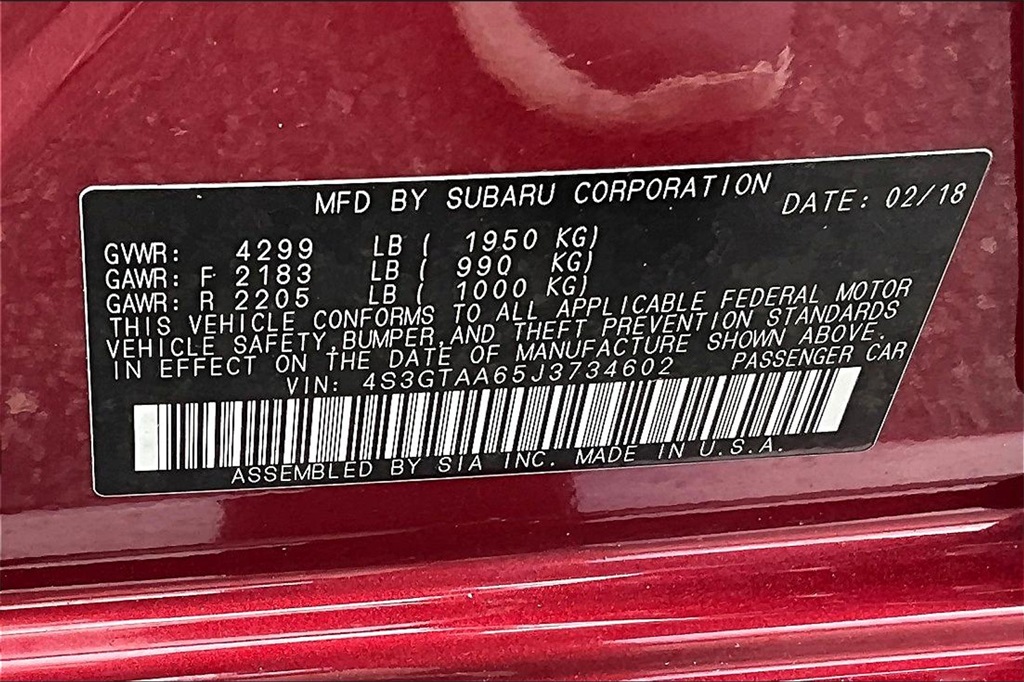 MFD BY SUBARU CORPORATION DATE: 02/18
GVWR: 4299 LB ( 1950 KG)
GAWR: F 2183 LB ( 990 KG)
GAWR: R 2205 LB ( 1000 KG)
THIS VEHICLE CONFORMS TO ALL APPLICABLE FEDERAL MOTOR
VEHICLE SAFETY,BUMPER,AND THEFT PREVENTION STANDARDS
IN EFFECT ON THE DATE OF MANUFACTURE SHOWN ABOVE.
VIN: 4S3GTAA65J3734602 PASSENGER CAR
ASSEMBLED BY SIA INC. MADE IN U.S.A.